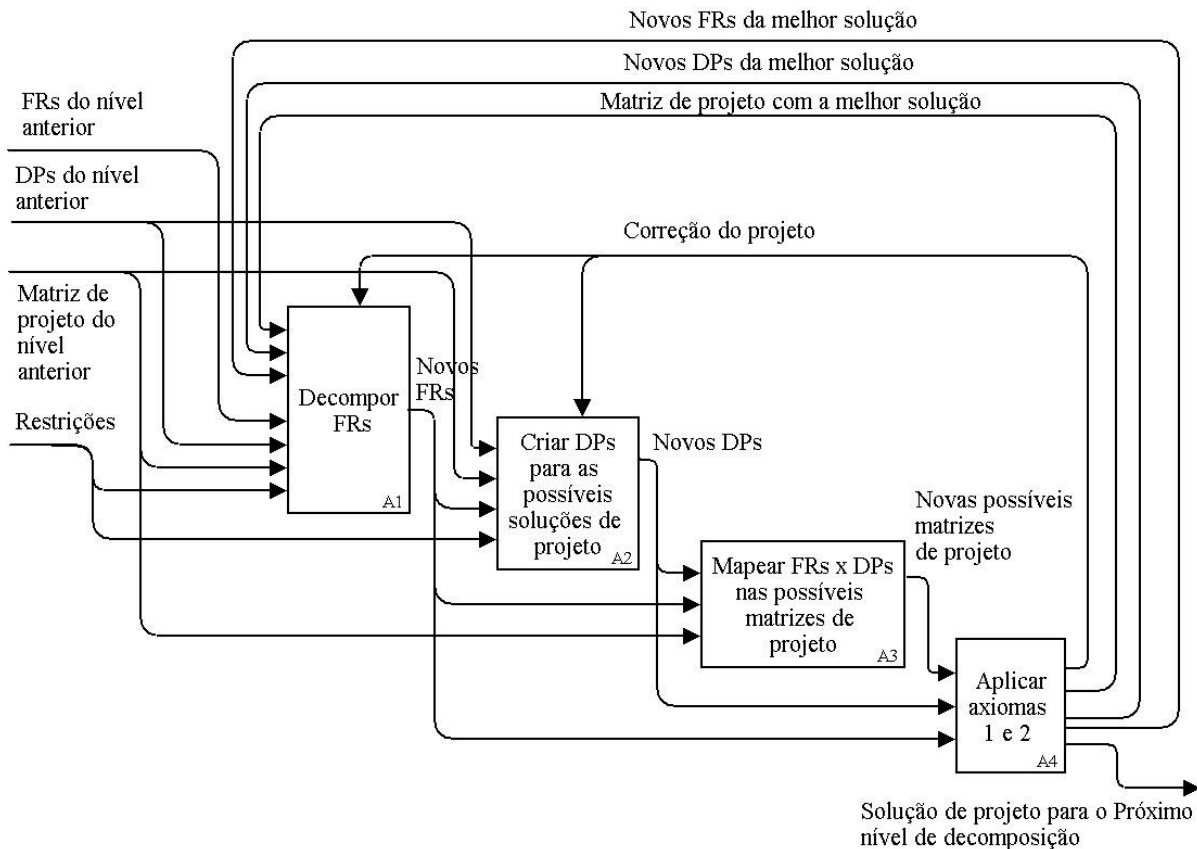 Novos FRs da melhor solução
Novos DPs da melhor solução
FRs do nível
anterior
Matriz de projeto com a melhor solução
DPs do nível
anterior
Correção do projeto
Matriz de
projeto do
nível
anterior
Restrições
Decompor
FRs
A1
Novos
FRs
Criar DPs
para as
possíveis
soluções de
projeto
A2
Novos DPs
Mapear FRs x DPs
nas possíveis
matrizes de
projeto
A3
Novas possíveis
matrizes
de projeto
Aplicar
axiomas
1 e 2
A4
Solução de projeto para o Próximo
nível de decomposição